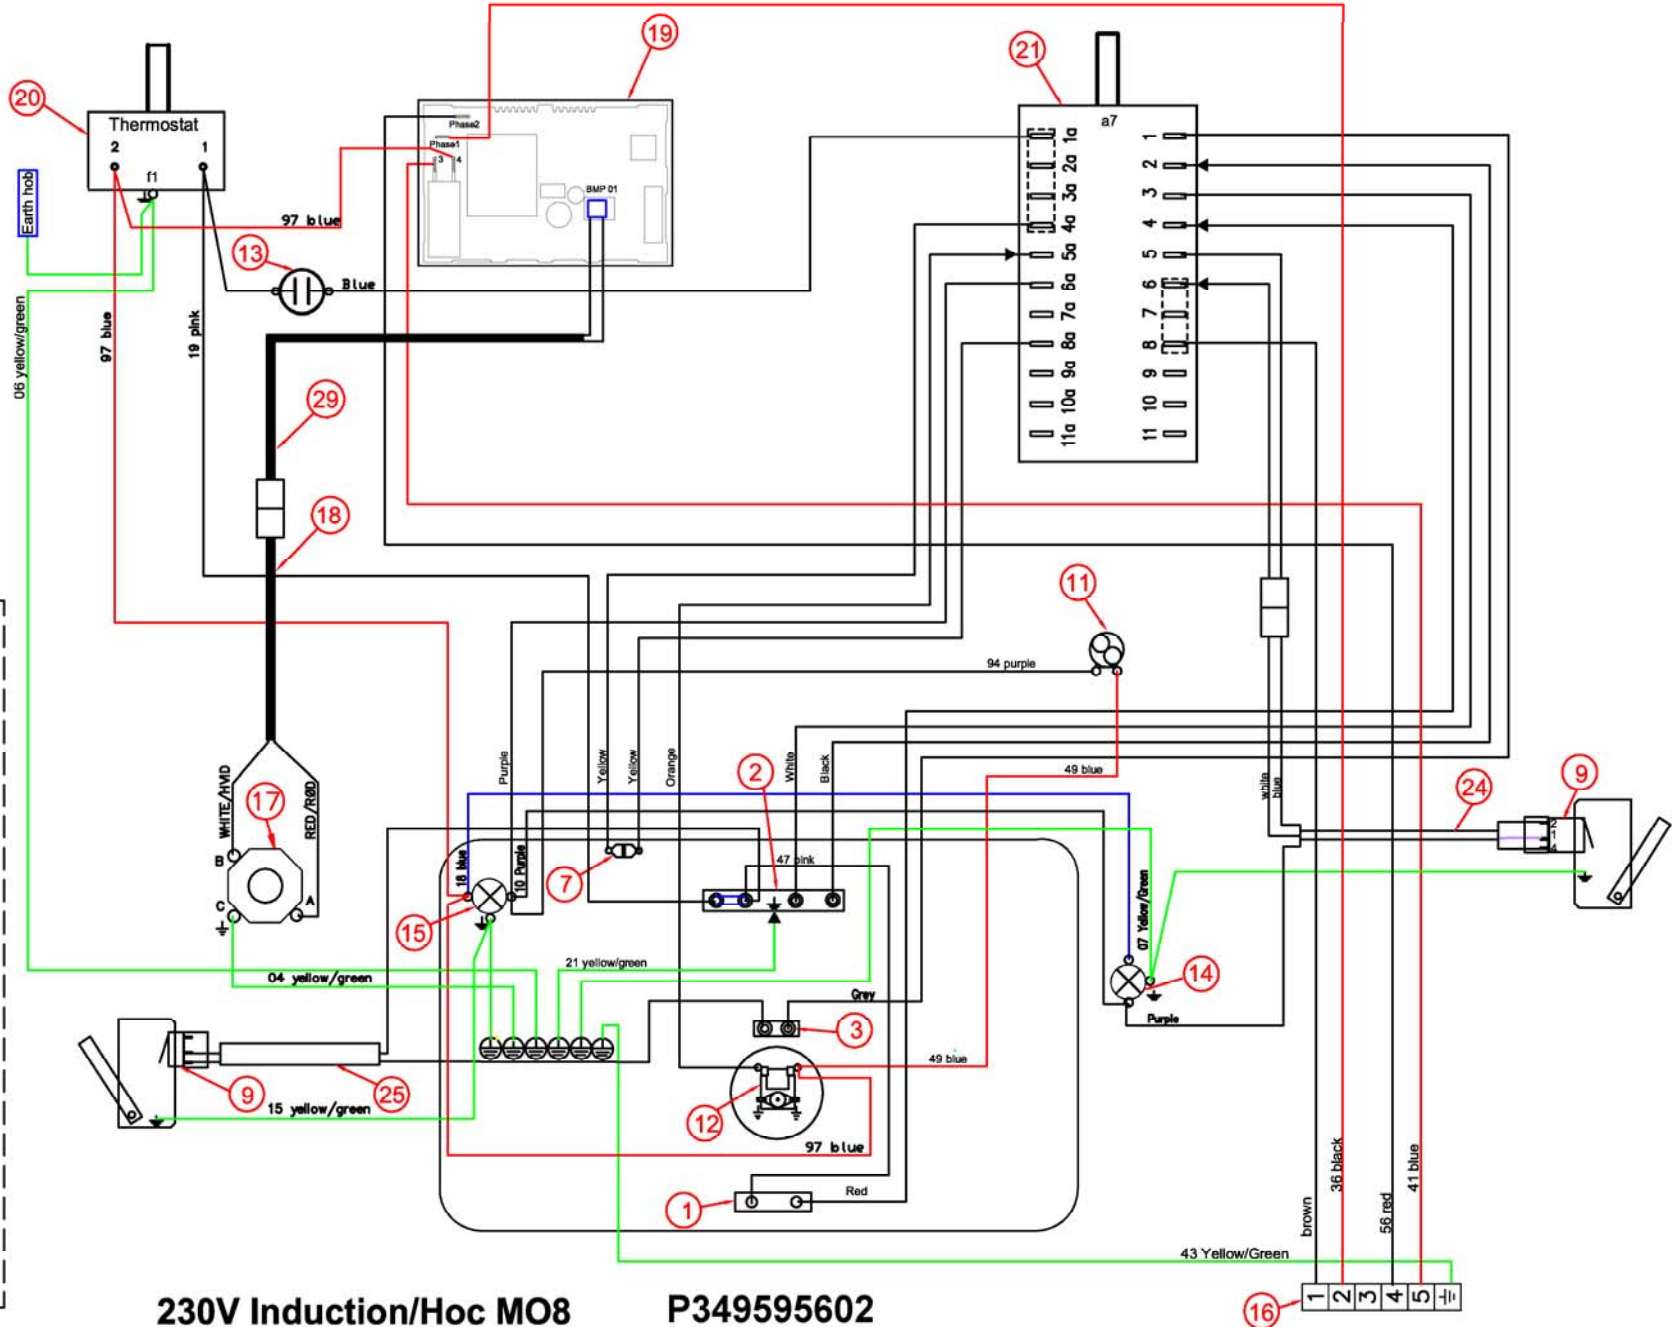 20
Thermostat
2
1
f1
Earth hob
97 blue
13
Blue
06 yellow/green
97 blue
19 pink
19
Phase2
Phase1
3
4
BMP 01
21
a7
1a
2a
3a
4a
5a
6a
7a
8a
9a
10a
11a
1
2
3
4
5
6
7
8
9
10
11
29
18
11
94 purple
49 blue
WHITE/HVID
RED/RØD
17
B
C
A
Purple
Yellow
Yellow
Orange
2
White
Black
white
blue
24
9
2
1
4
18 blue
10 Purple
7
47 pink
15
07 Yellow/Green
14
04 yellow/green
21 yellow/green
Grey
Purple
3
49 blue
9
25
15 yellow/green
12
97 blue
1
Red
brown
36 black
56 red
41 blue
43 Yellow/Green
16
1
2
3
4
5
230V Induction/Hoc MO8
P349595602